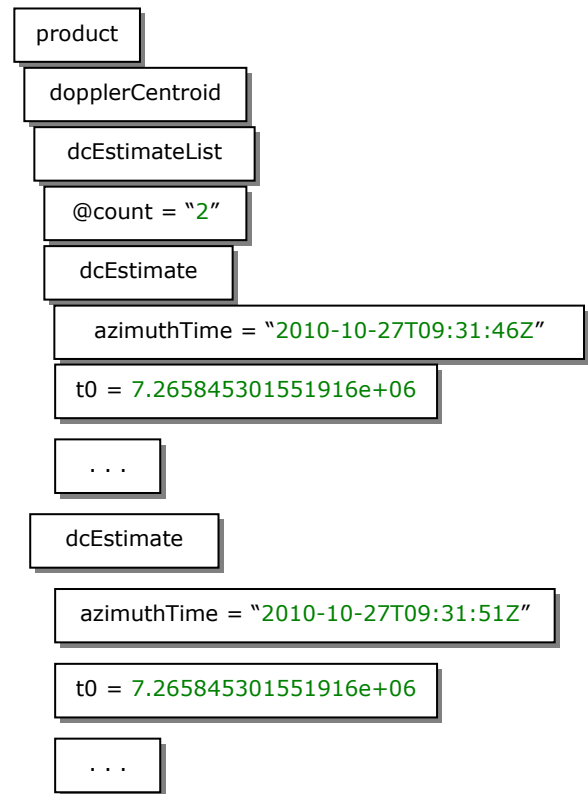 product
dopplerCentroid
dcEstimateList
@count = “2”
dcEstimate
azimuthTime = “2010-10-27T09:31:46Z”
t0 = 7.265845301551916e+06
. . .
dcEstimate
azimuthTime = “2010-10-27T09:31:51Z”
t0 = 7.265845301551916e+06
. . .